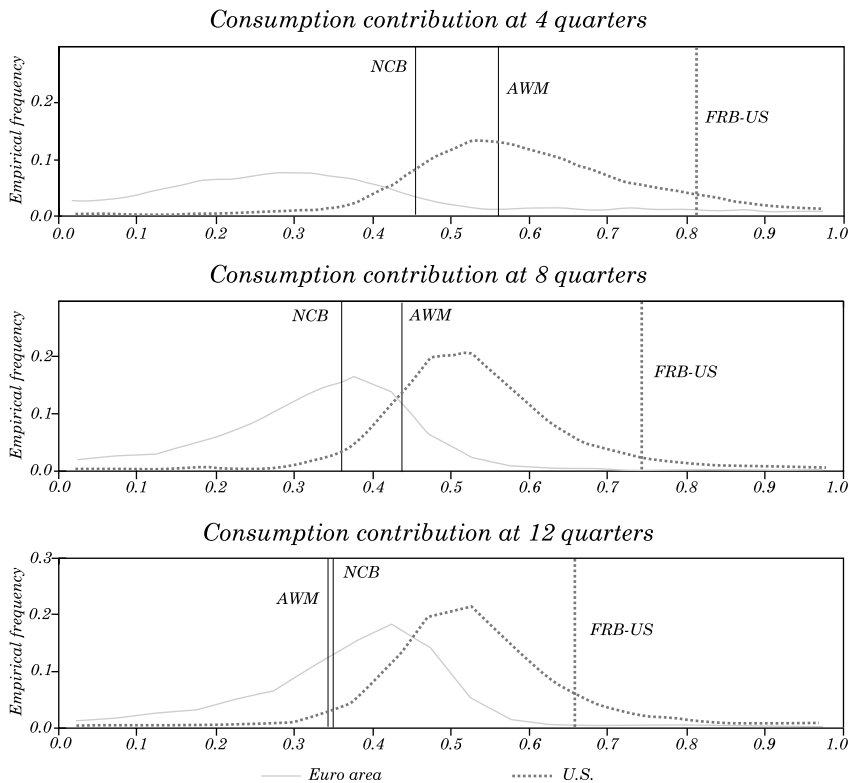 Consumption contribution at 4 quarters
Empirical frequency
NCB
AWM
FRB-US
0.2
0.1
0.0
0.0 0.1 0.2 0.3 0.4 0.5 0.6 0.7 0.8 0.9 1.0
Consumption contribution at 8 quarters
Empirical frequency
NCB
AWM
FRB-US
0.2
0.1
0.0
0.0 0.1 0.2 0.3 0.4 0.5 0.6 0.7 0.8 0.9 1.0
Consumption contribution at 12 quarters
Empirical frequency
0.3
NCB
AWM
0.2
FRB-US
0.1
0.0
0.0 0.1 0.2 0.3 0.4 0.5 0.6 0.7 0.8 0.9 1.0
Euro area
U.S.